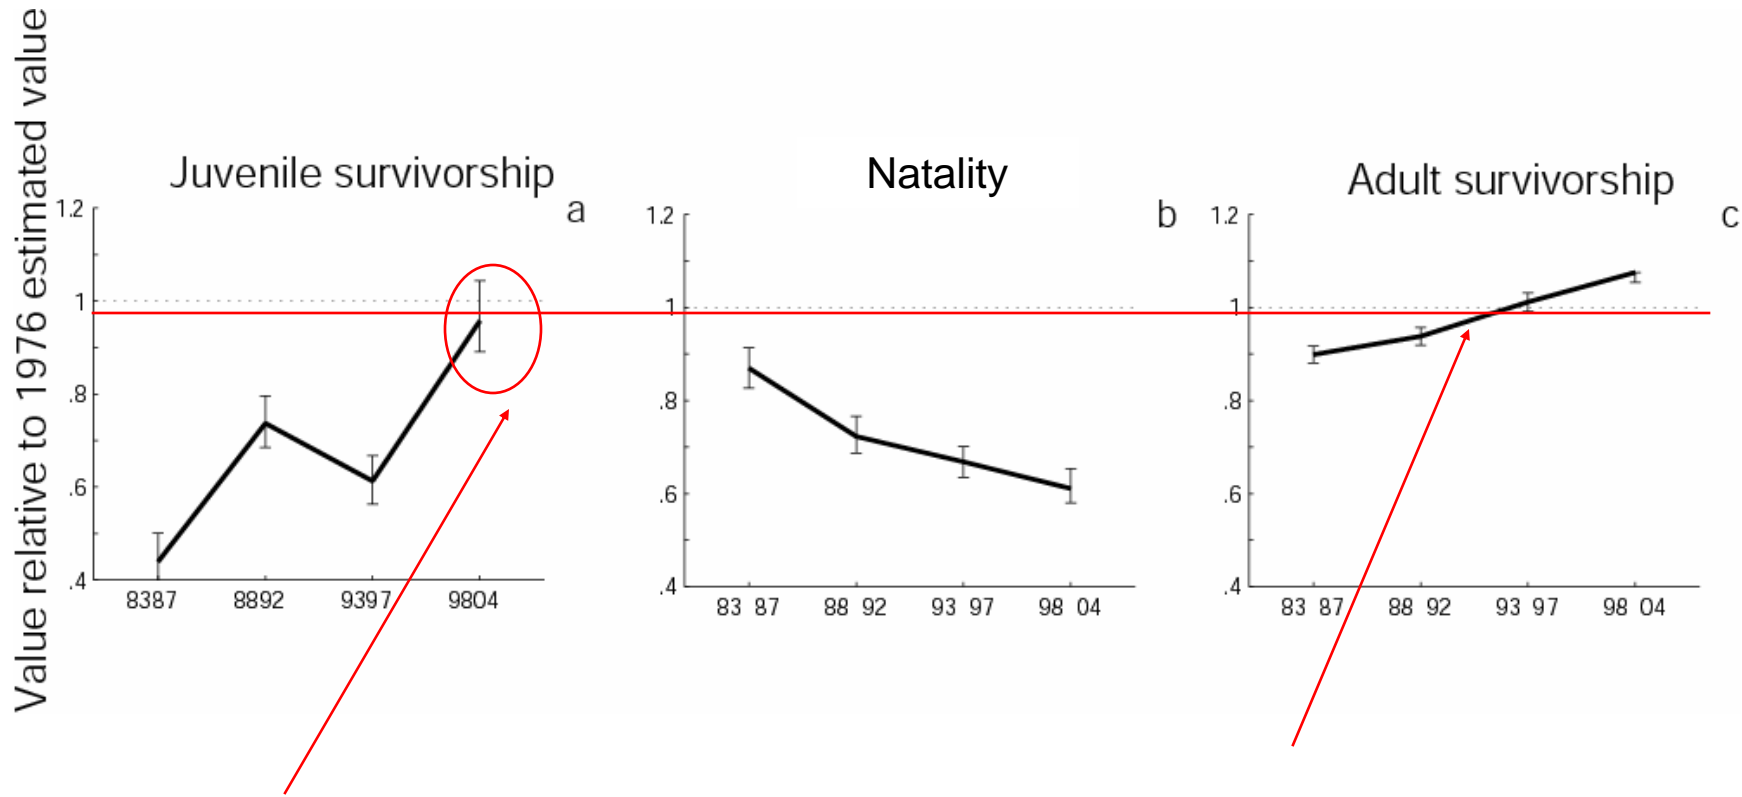 Value relative to 1976 estimated value
Juvenile survivorship
a
1.2
1
.8
.6
.4
8387 8892 9397 9804
Natality
b
1.2
1
.8
.6
.4
83 87 88 92 93 97 98 04
Adult survivorship
c
1.2
1
.8
.6
.4
83 87 88 92 93 97 98 04